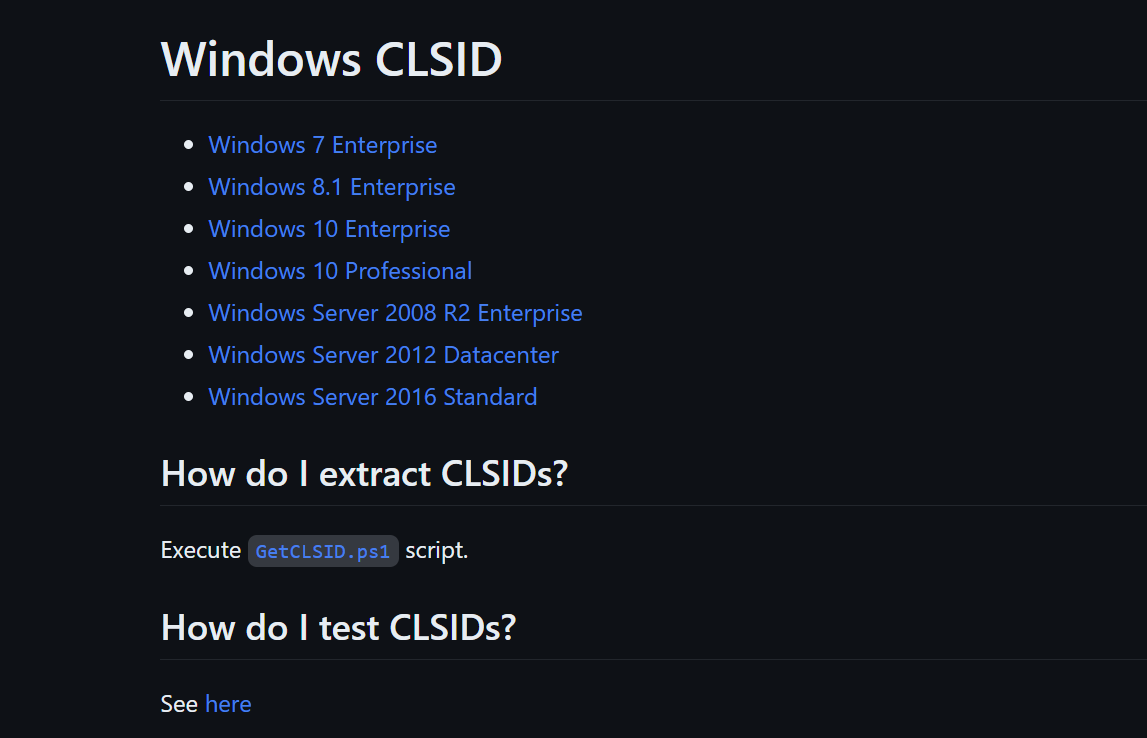 Windows CLSID
Windows 7 Enterprise
Windows 8.1 Enterprise
Windows 10 Enterprise
Windows 10 Professional
Windows Server 2008 R2 Enterprise
Windows Server 2012 Datacenter
Windows Server 2016 Standard
How do I extract CLSIDs?
Execute GetCLSID.ps1 script.
How do I test CLSIDs?
See here